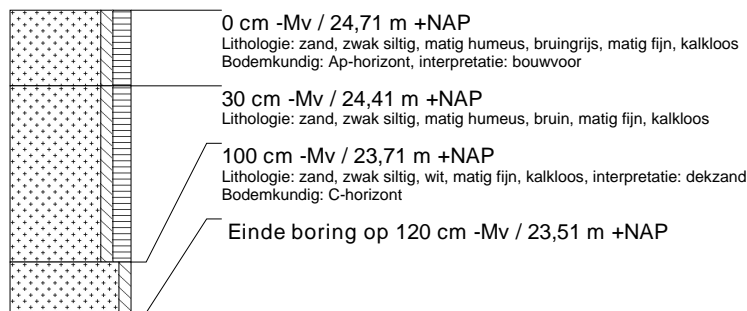 0 cm -Mv / 24,71 m +NAP
Lithologie: zand, zwak siltig, matig humeus, bruingrijs, matig fijn, kalkloos
Bodemkundig: Ap-horizont, interpretatie: bouwvoor
30 cm -Mv / 24,41 m +NAP
Lithologie: zand, zwak siltig, matig humeus, bruin, matig fijn, kalkloos
100 cm -Mv / 23,71 m +NAP
Lithologie: zand, zwak siltig, wit, matig fijn, kalkloos, interpretatie: dekzand
Bodemkundig: C-horizont
Einde boring op 120 cm -Mv / 23,51 m +NAP